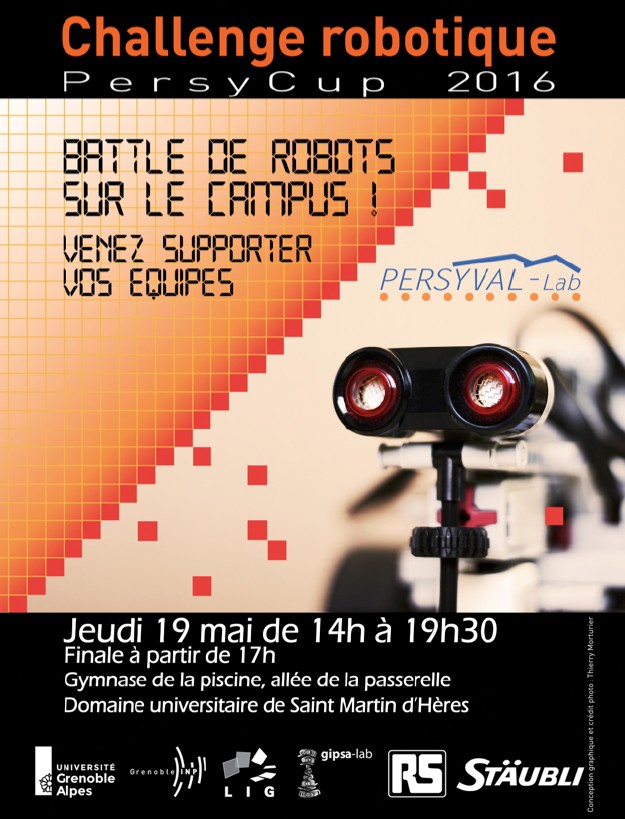 Challenge robotique
PersyCup 2016
BATTLE DE ROBOTS
SUR LE CAMPUS !
VENEZ SUPPORTER
VOS EQUIPES
PERSYVAL-Lab
Jeudi 19 mai de 14h à 19h30
Finale à partir de 17h
Gymnase de la piscine, allée de la passerelle
Domaine universitaire de Saint Martin d'Hères
UNIVERSITÉ
Grenoble
Alpes
Grenoble INP
LIG
gipsa-lab
RS
STÄUBLI
Conception graphique et crédit photo : Thierry Morturier